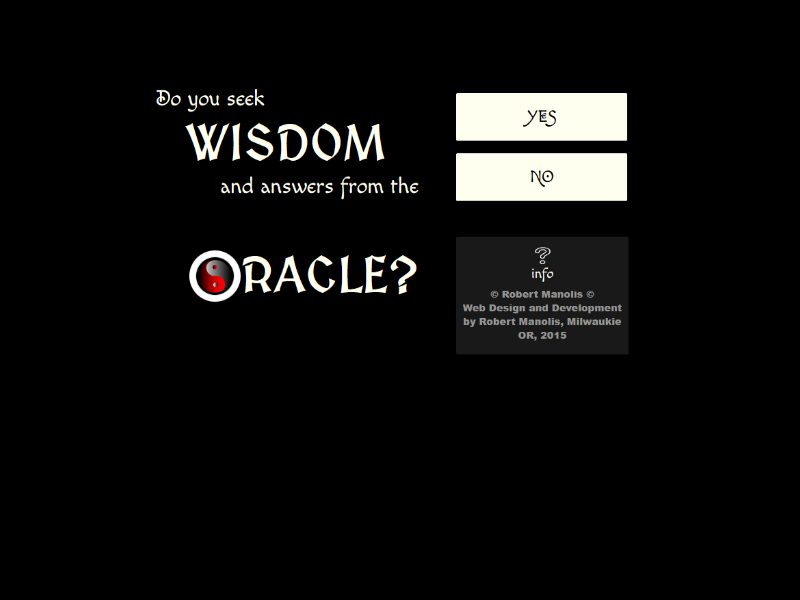 Do you seek
WISDOM
and answers from the
ORACLE?
YES
NO
?
info
© Robert Manolis ©
Web Design and Development
by Robert Manolis, Milwaukie
OR, 2015